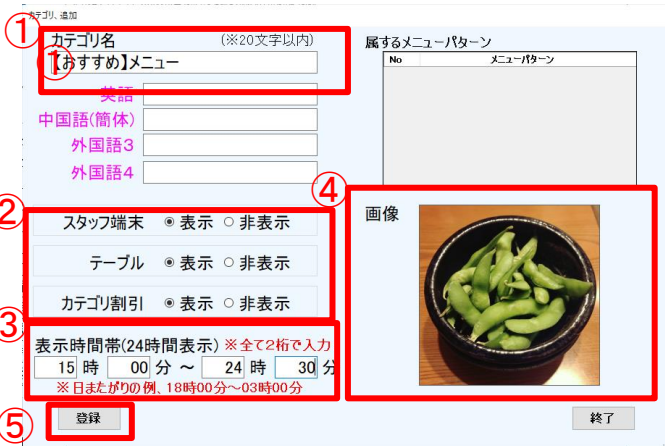 カテゴリ、追加
①
カテゴリ名 (※20文字以内)
①
【おすすめ】メニュー
英語
中国語(簡体)
外国語3
外国語4
属するメニューパターン
No メニューパターン
②
スタッフ端末 表示 非表示
テーブル 表示 非表示
カテゴリ割引 表示 非表示
③
表示時間帯(24時間表示) ※全て2桁で入力
15 時 00 分 ～ 24 時 30 分
※日またがりの例、18時00分～03時00分
④
画像
⑤
登録
終了